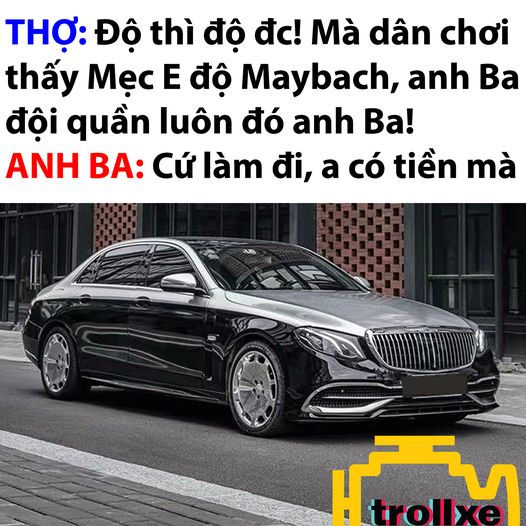 THỢ: Độ thì độ đc! Mà dân chơi
thấy Mẹc E độ Maybach, anh Ba
đội quần luôn đó anh Ba!
ANH BA: Cứ làm đi, a có tiền mà
trollxe